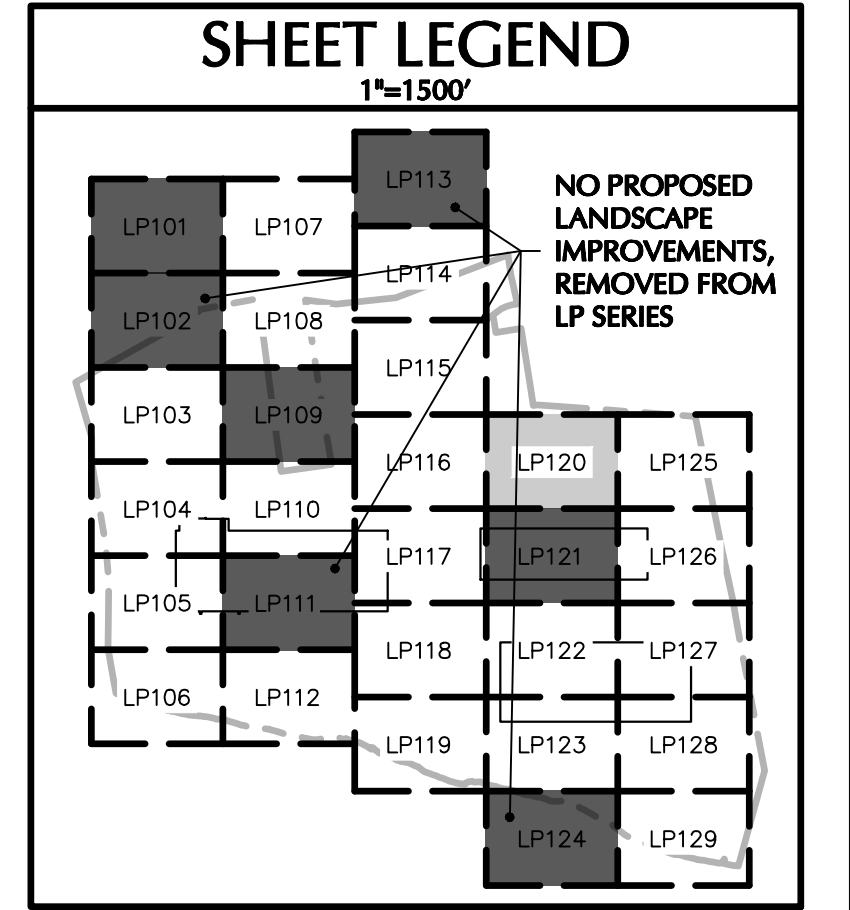 SHEET LEGEND
1"=1500'
NO PROPOSED
LANDSCAPE
IMPROVEMENTS,
REMOVED FROM
LP SERIES
LP113
LP101
LP107
LP114
LP102
LP108
LP115
LP103
LP109
LP116
LP120
LP125
LP104
LP110
LP117
LP121
LP126
LP105
LP111
LP118
LP122
LP127
LP106
LP112
LP119
LP123
LP128
LP124
LP129